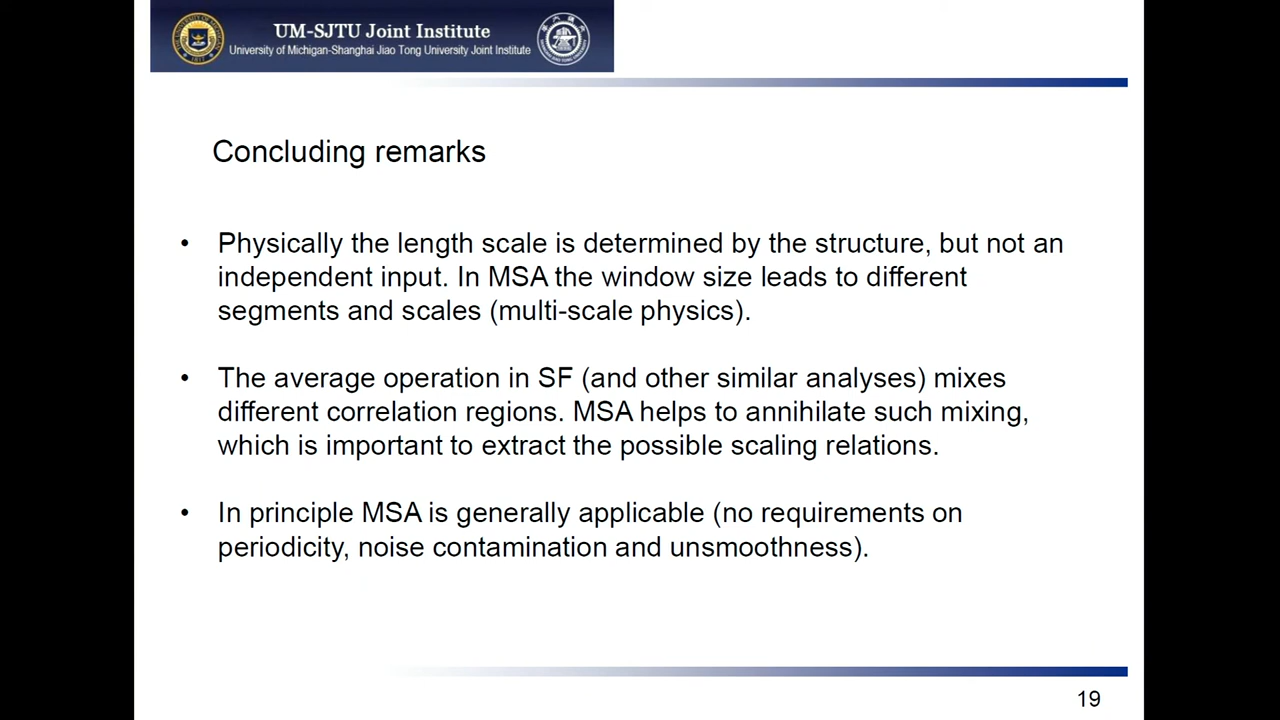 UM-SJTU Joint Institute
University of Michigan-Shanghai Jiao Tong University Joint Institute
Concluding remarks
• Physically the length scale is determined by the structure, but not an
independent input. In MSA the window size leads to different
segments and scales (multi-scale physics).
• The average operation in SF (and other similar analyses) mixes
different correlation regions. MSA helps to annihilate such mixing,
which is important to extract the possible scaling relations.
• In principle MSA is generally applicable (no requirements on
periodicity, noise contamination and unsmoothness).
19